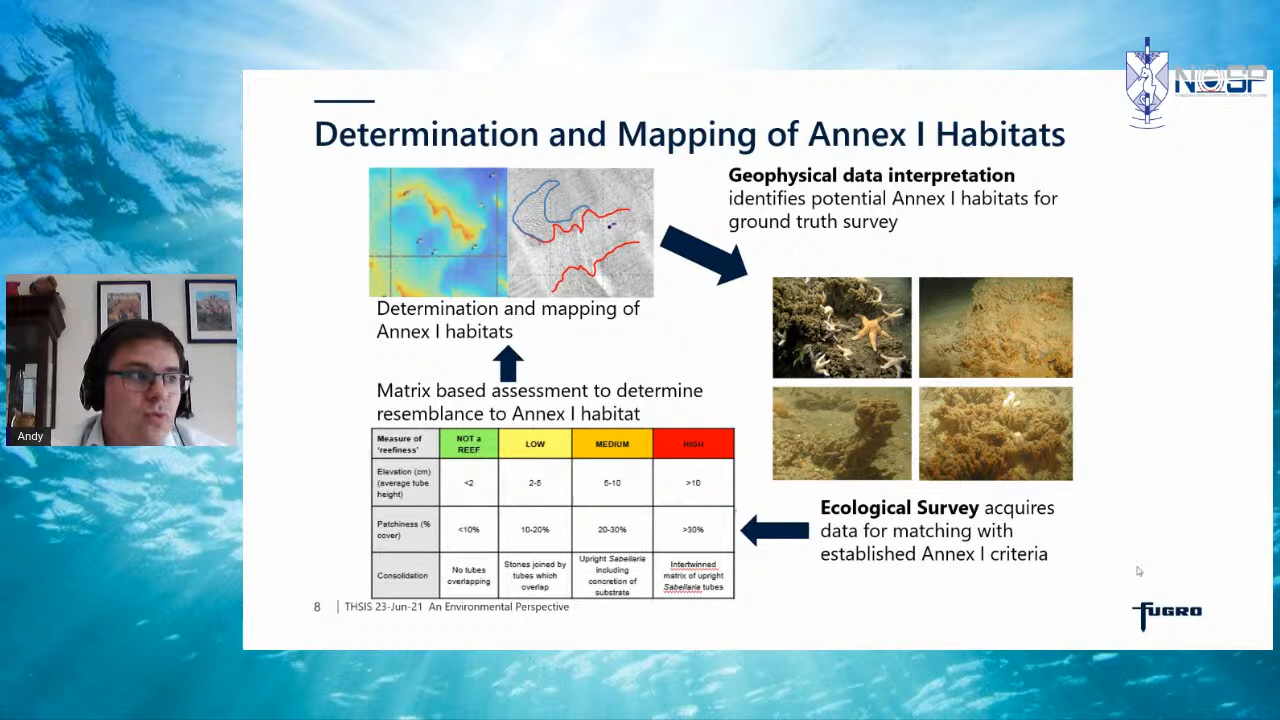 NOSP
Determination and Mapping of Annex I Habitats
Geophysical data interpretation
identifies potential Annex I habitats for
ground truth survey
Determination and mapping of
Annex I habitats
Matrix based assessment to determine
resemblance to Annex I habitat
Measure of 'reefiness' NOT a REEF LOW MEDIUM HIGH
Elevation (cm) (average tube height) <2 2-5 5-10 >10
Patchiness (% cover) <10% 10-20% 20-30% >30%
Consolidation No tubes overlapping Stones joined by tubes which overlap Upright Sabellaria including concretion of substrate Intertwinned matrix of upright Sabellaria tubes
Ecological Survey acquires
data for matching with
established Annex I criteria
8 THSIS 23-Jun-21 An Environmental Perspective
FUGRO
Andy